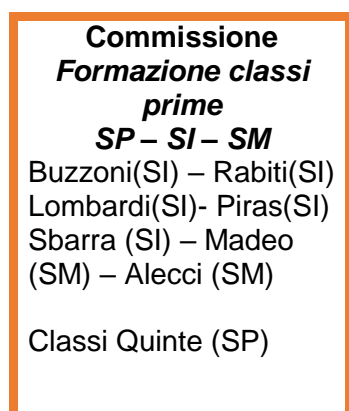 Commissione
Formazione classi
prime
SP – SI – SM
Buzzoni(SI) – Rabiti(SI)
Lombardi(SI)- Piras(SI)
Sbarra (SI) – Madeo
(SM) – Alecci (SM)
Classi Quinte (SP)